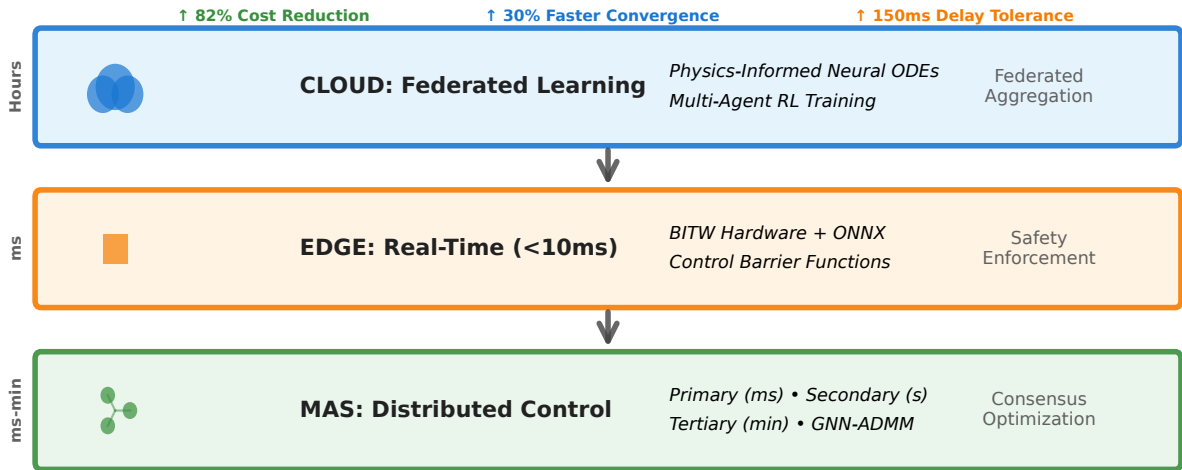 ↑ 82% Cost Reduction ↑ 30% Faster Convergence ↑ 150ms Delay Tolerance
Hours
CLOUD: Federated Learning
Physics-Informed Neural ODEs
Multi-Agent RL Training
Federated
Aggregation
ms
EDGE: Real-Time (<10ms)
BITW Hardware + ONNX
Control Barrier Functions
Safety
Enforcement
ms-min
MAS: Distributed Control
Primary (ms) • Secondary (s)
Tertiary (min) • GNN-ADMM
Consensus
Optimization